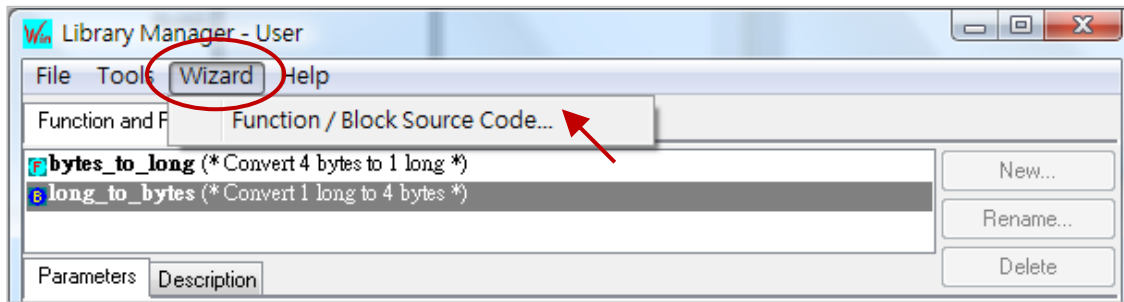 Win Library Manager - User
File Tools Wizard Help
Function and F
Function / Block Source Code...
F bytes_to_long (* Convert 4 bytes to 1 long *)
B long_to_bytes (* Convert 1 long to 4 bytes *)
New...
Rename...
Delete
Parameters Description